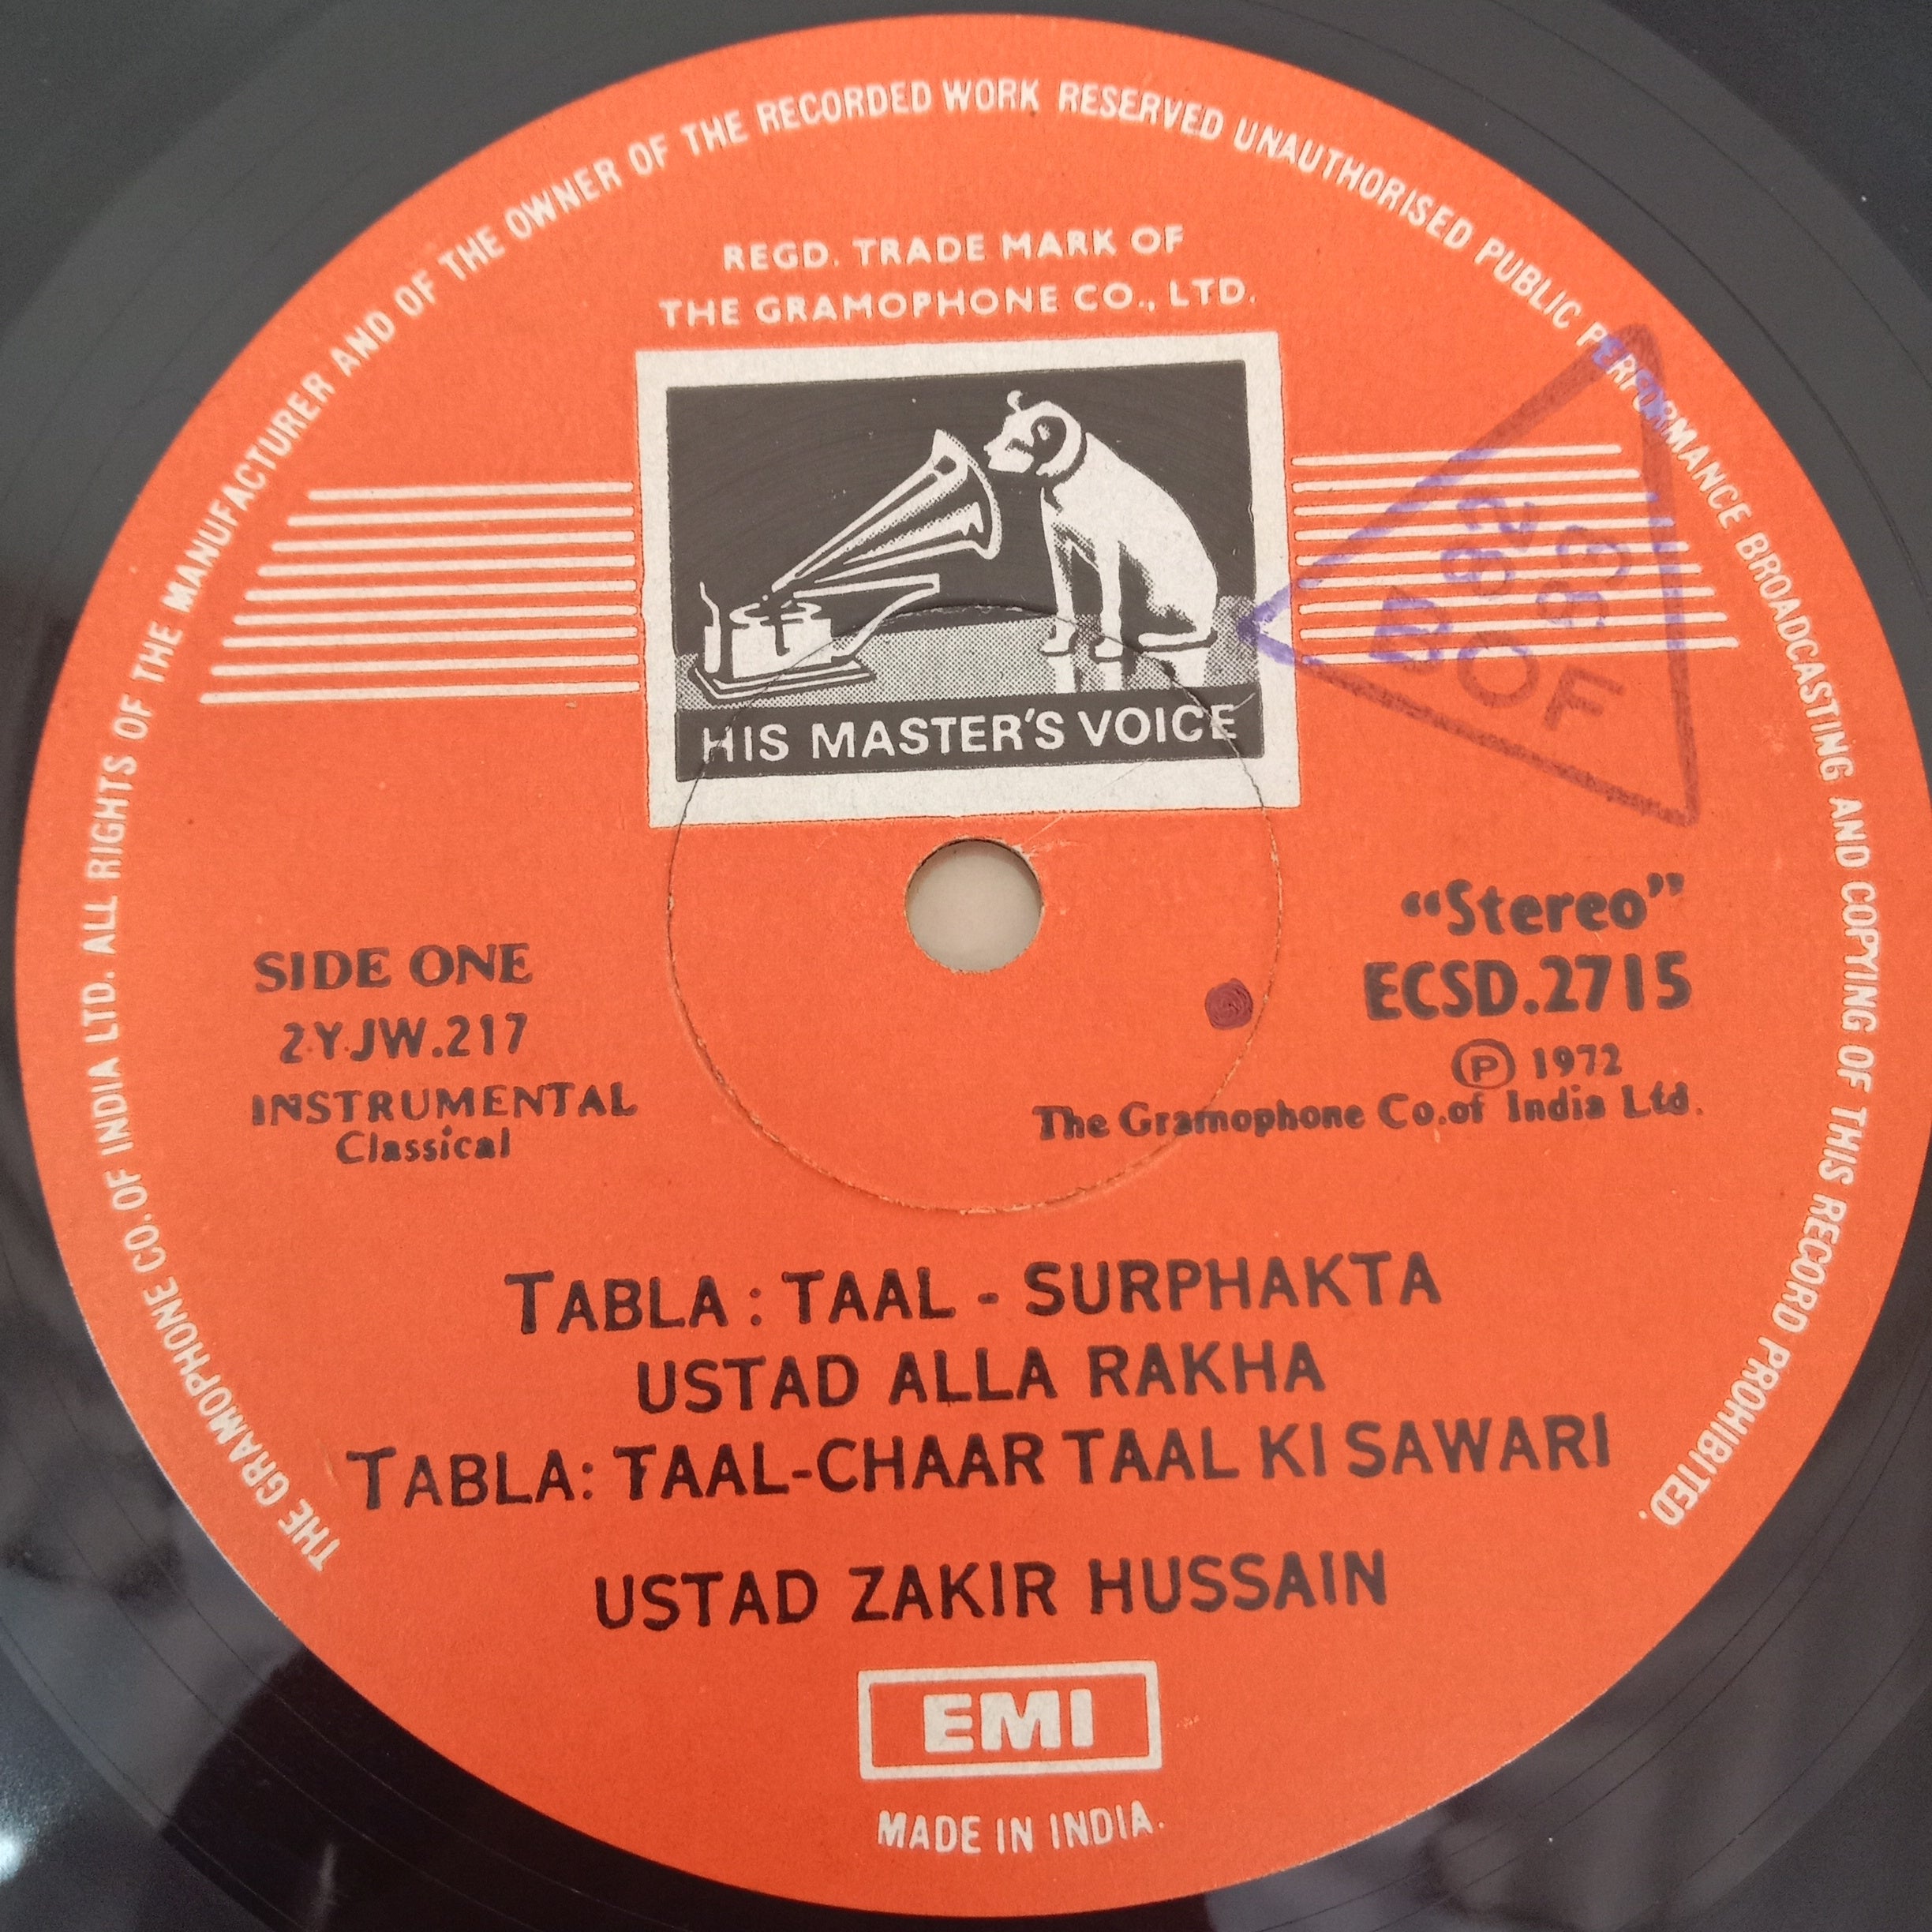 THE GRAMOPHONE CO. OF INDIA LTD. ALL RIGHTS OF THE MANUFACTURER AND OF THE OWNER OF THE RECORDED WORK RESERVED UNAUTHORISED PUBLIC PERFORMANCE BROADCASTING AND COPYING OF THIS RECORD PROHIBITED.
REGD. TRADE MARK OF
THE GRAMOPHONE CO., LTD.
HIS MASTER'S VOICE
BOF
SIDE ONE
2YJW.217
INSTRUMENTAL
Classical
“Stereo”
ECSD.2715
Ⓟ 1972
The Gramophone Co.of India Ltd.
TABLA : TAAL - SURPHAKTA
USTAD ALLA RAKHA
TABLA: TAAL-CHAAR TAAL KI SAWARI
USTAD ZAKIR HUSSAIN
EMI
MADE IN INDIA.